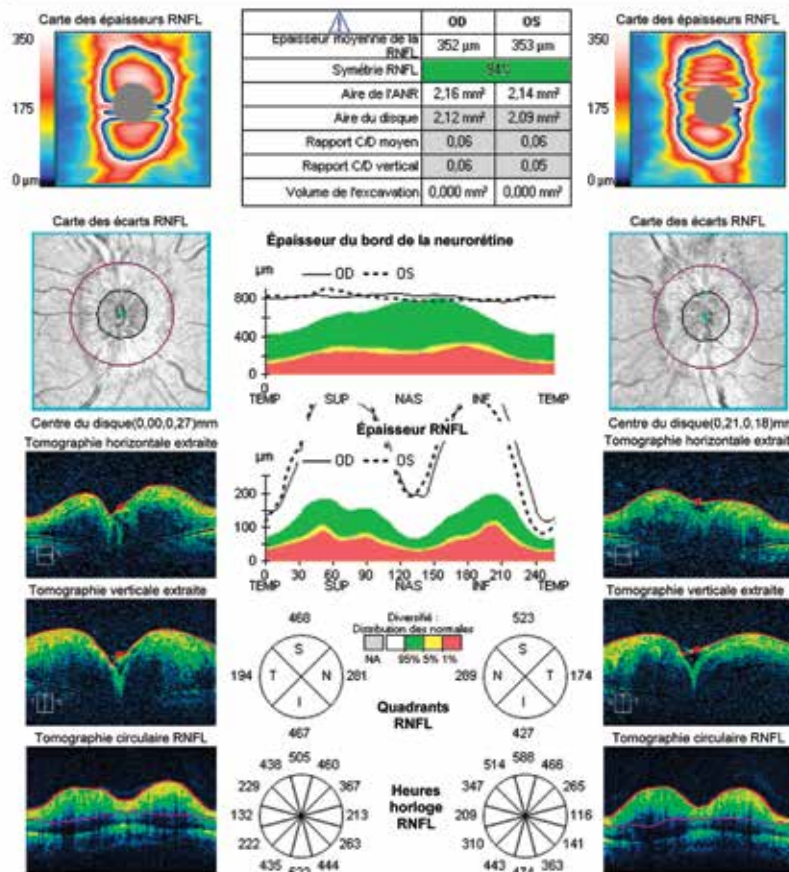 Carte des épaisseurs RNFL
350
175
0 µm
OD OS
Epaisseur moyenne de la RNFL 352 µm 353 µm
Symétrie RNFL 94%
Aire de l'ANR 2,16 mm² 2,14 mm²
Aire du disque 2,12 mm² 2,09 mm²
Rapport C/D moyen 0,06 0,06
Rapport C/D vertical 0,06 0,05
Volume de l'excavation 0,000 mm³ 0,000 mm³
Carte des épaisseurs RNFL
350
175
0 µm
Carte des écarts RNFL
Centre du disque(0,00,0,27)mm
Épaisseur du bord de la neurorétine
µm OD OS
800
400
0
0
TEMP SUP NAS INF TEMP
Carte des écarts RNFL
Centre du disque(0,21,0,18)mm
Tomographie horizontale extraite
Épaisseur RNFL
µm OD OS
200
100
0
0 30 60 90 120 150 180 210 240
TEMP SUP NAS INF TEMP
Tomographie horizontale extraite
Tomographie verticale extraite
468
S
194 T N 281
I
467
Diversifié :
Distribution des normales
NA 95% 5% 1%
Quadrants
RNFL
523
S
289 N T 174
I
427
Tomographie verticale extraite
Tomographie circulaire RNFL
505
438 460
229 367
132 213
222 263
435 444
Heures
horloge
RNFL
588
514 466
347 265
209 116
310 141
443 363
Tomographie circulaire RNFL